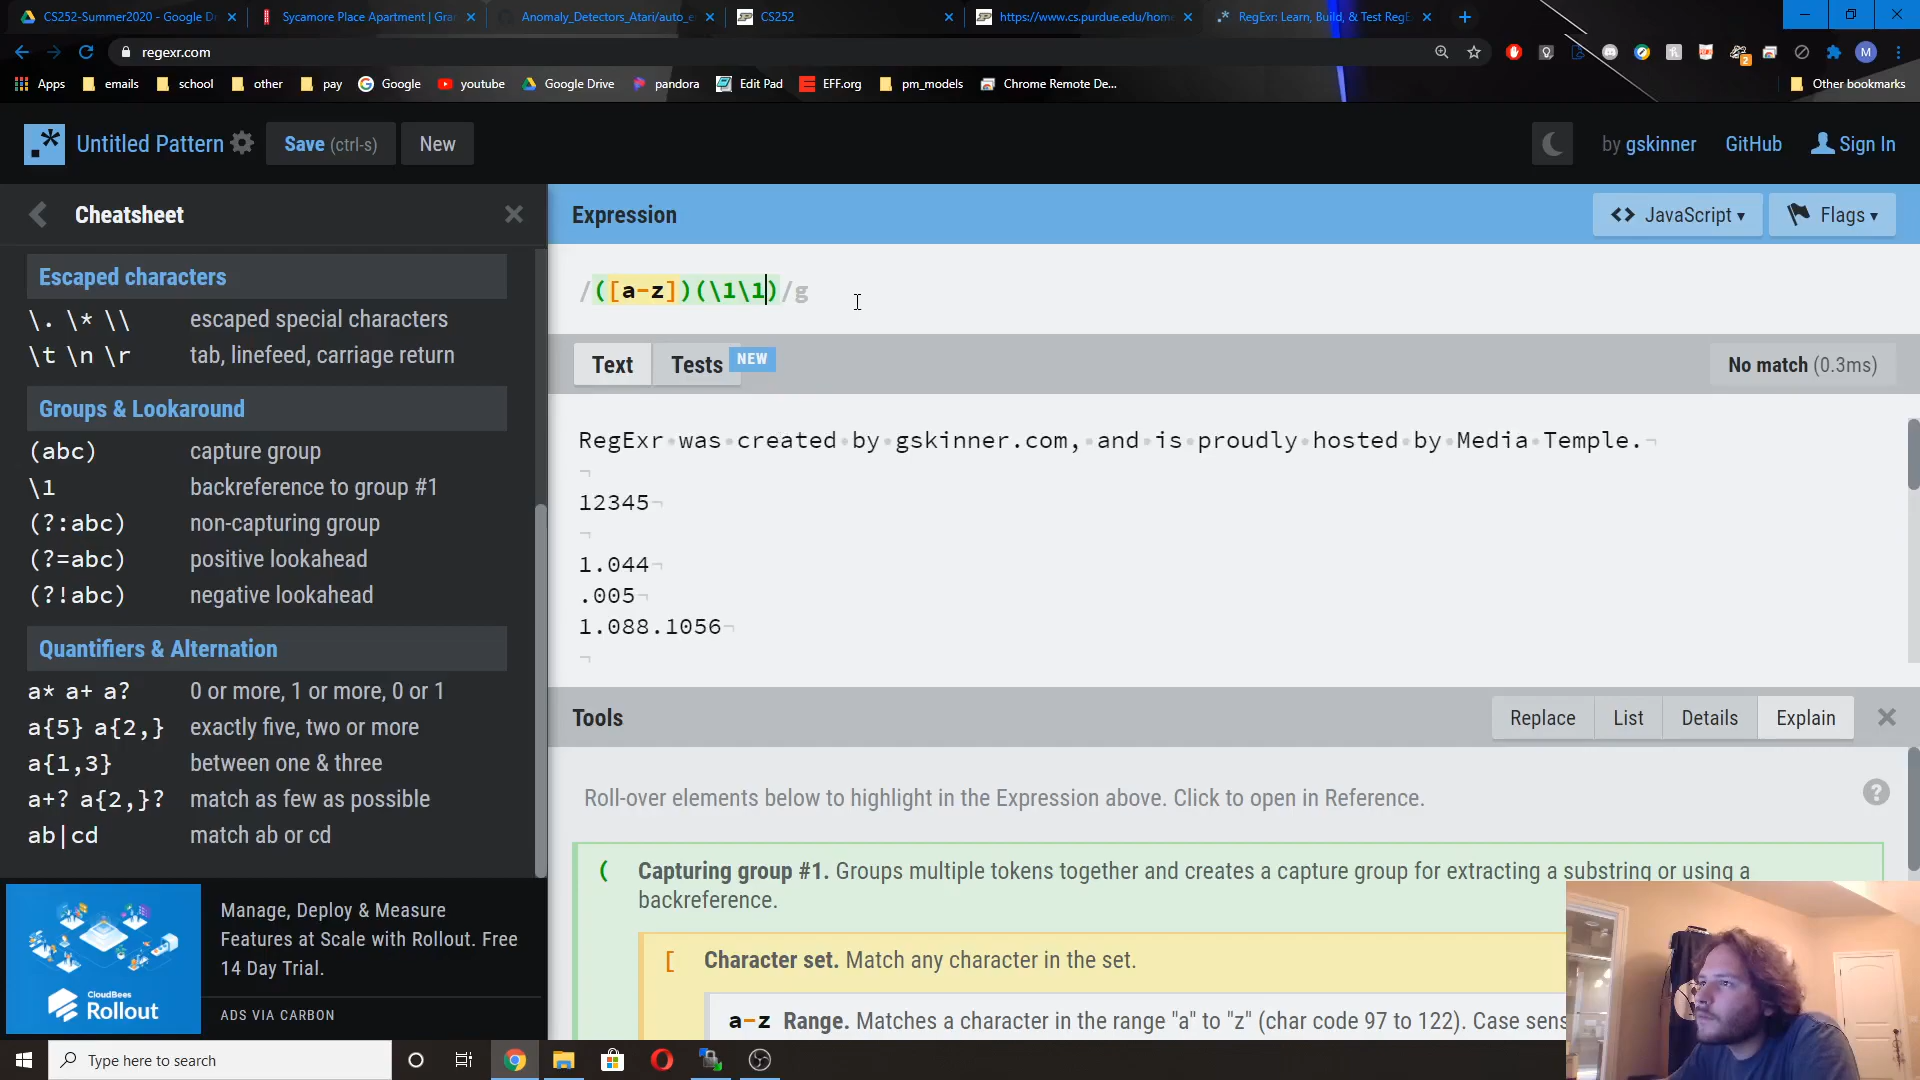 CS252-Summer2020 - Google Dr
Sycamore Place Apartment | Gra
Anomaly_Detectors_Atari/auto_e
CS252
https://www.cs.purdue.edu/hom
RegExr: Learn, Build, & Test RegE
regexr.com
2
M
Apps
emails
school
other
pay
Google
youtube
Google Drive
pandora
Edit Pad
EFF.org
pm_models
Chrome Remote De...
Other bookmarks
.*
Untitled Pattern
Save (ctrl-s)
New
by gskinner
GitHub
Sign In
Cheatsheet
Escaped characters
\. \* \\ escaped special characters
\t \n \r tab, linefeed, carriage return
Groups & Lookaround
(abc) capture group
\1 backreference to group #1
(?:abc) non-capturing group
(?=abc) positive lookahead
(?!abc) negative lookahead
Quantifiers & Alternation
a* a+ a? 0 or more, 1 or more, 0 or 1
a{5} a{2,} exactly five, two or more
a{1,3} between one & three
a+? a{2,}? match as few as possible
ab|cd match ab or cd
CloudBees
Rollout
Manage, Deploy & Measure
Features at Scale with Rollout. Free
14 Day Trial.
ADS VIA CARBON
Expression
<> JavaScript ▾
Flags ▾
/([a-z])(\1\1)/g
Text
Tests
NEW
No match (0.3ms)
RegExr was created by gskinner.com, and is proudly hosted by Media Temple.
12345
1.044
.005
1.088.1056
Tools
Replace
List
Details
Explain
Roll-over elements below to highlight in the Expression above. Click to open in Reference.
?
( Capturing group #1. Groups multiple tokens together and creates a capture group for extracting a substring or using a
backreference.
[ Character set. Match any character in the set.
a-z Range. Matches a character in the range "a" to "z" (char code 97 to 122). Case sens
Type here to search